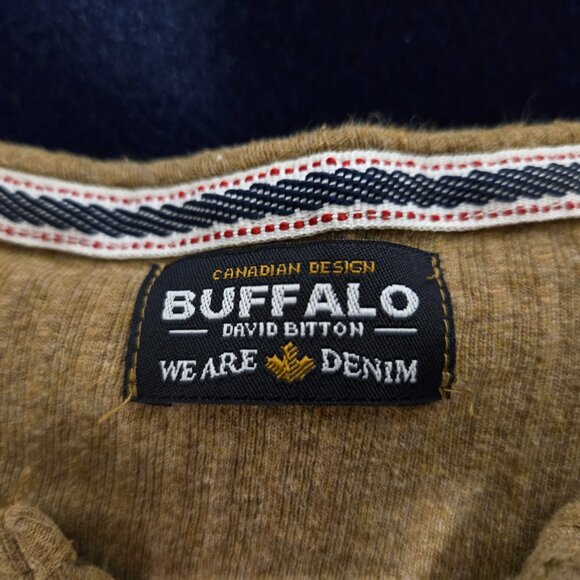 CANADIAN DESIGN
BUFFALO
DAVID BITTON
WE ARE DENIM